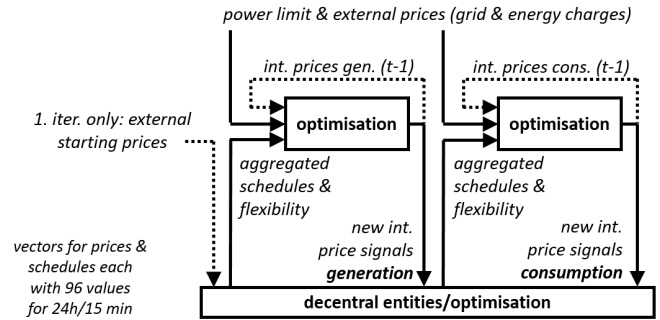 power limit & external prices (grid & energy charges)
int. prices gen. (t-1)
int. prices cons. (t-1)
1. iter. only: external
starting prices
optimisation
optimisation
aggregated
schedules &
flexibility
aggregated
schedules &
flexibility
new int.
price signals
generation
new int.
price signals
consumption
vectors for prices &
schedules each
with 96 values
for 24h/15 min
decentral entities/optimisation